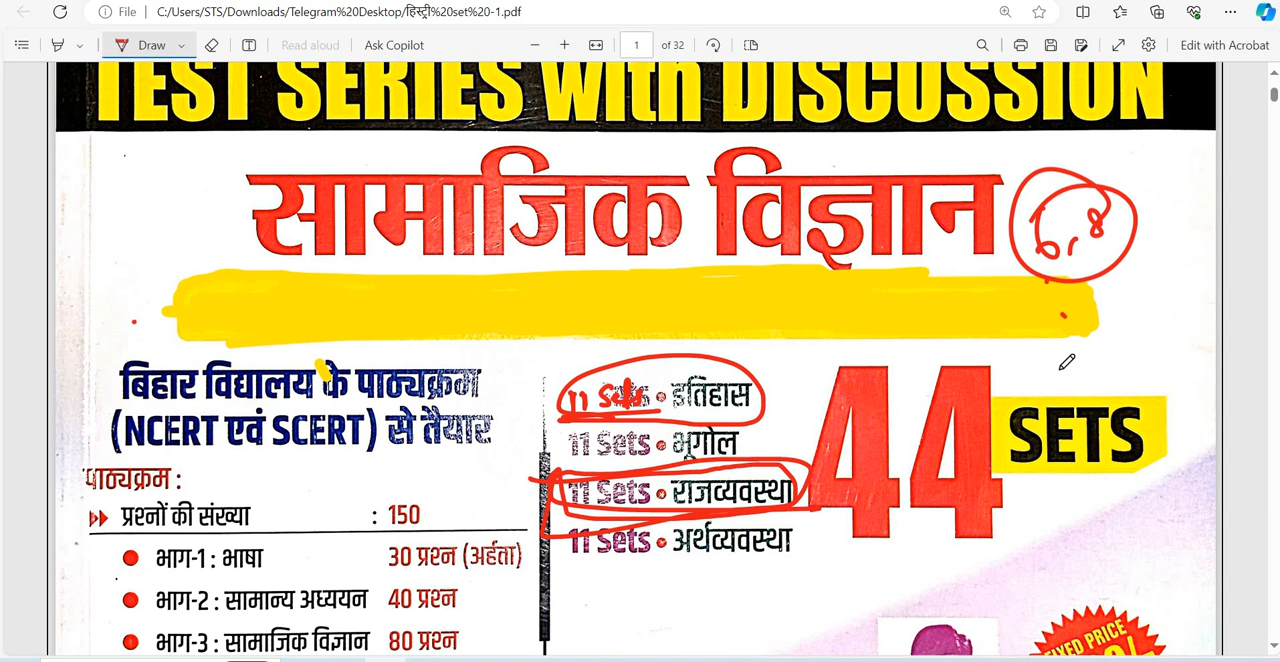 File
C:/Users/STS/Downloads/Telegram%20Desktop/हिस्ट्री%20set%20-1.pdf
Draw
Read aloud
Ask Copilot
1 of 32
Edit with Acrobat
TEST SERIES with DISCUSSION
सामाजिक विज्ञान
बिहार विद्यालय के पाठ्यक्रम
(NCERT एवं SCERT) से तैयार
पाठ्यक्रम :
प्रश्नों की संख्या : 150
भाग-1 : भाषा 30 प्रश्न (अर्हता)
भाग-2 : सामान्य अध्ययन 40 प्रश्न
भाग-3 : सामाजिक विज्ञान 80 प्रश्न
11 Sets • इतिहास
11 Sets • भूगोल
11 Sets • राजव्यवस्था
11 Sets • अर्थव्यवस्था
44 SETS
FIXED PRICE